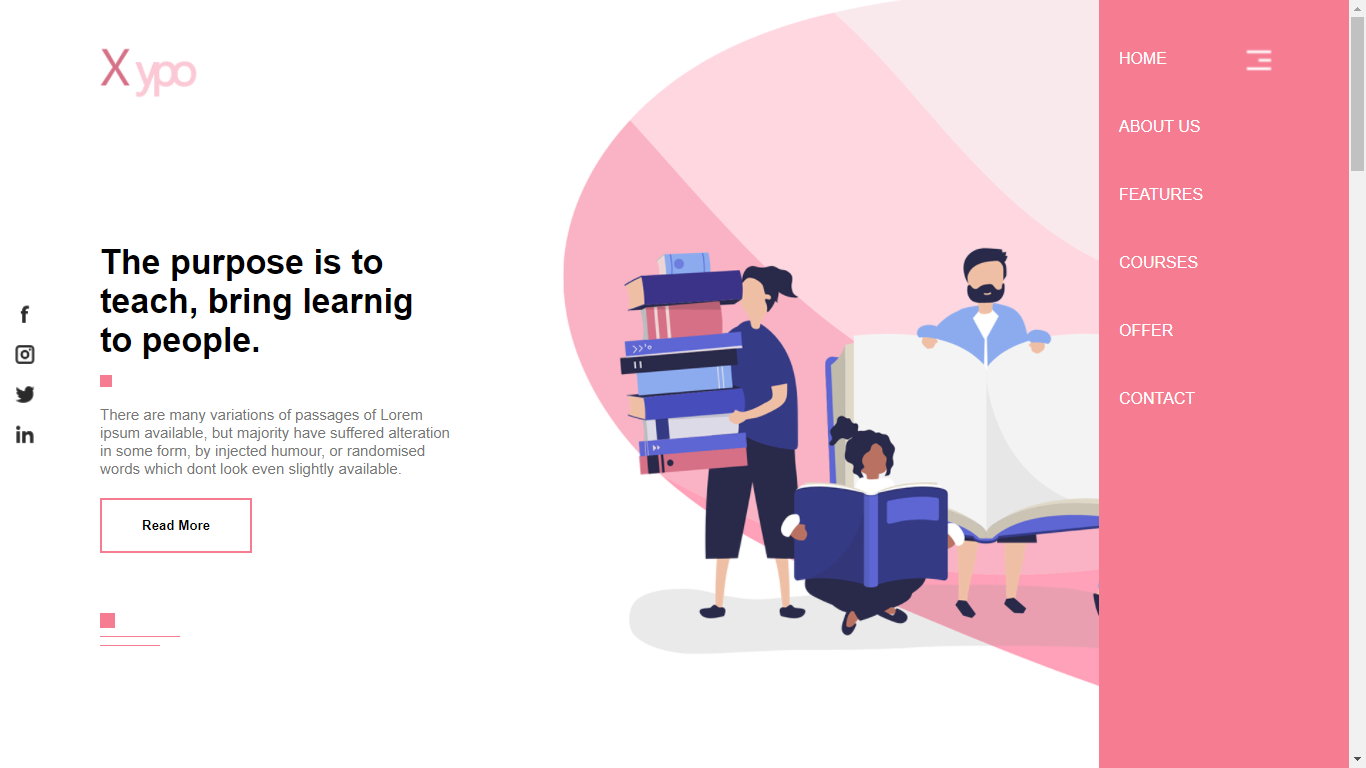 X ypo
HOME
ABOUT US
FEATURES
COURSES
OFFER
CONTACT
The purpose is to
teach, bring learnig
to people.
There are many variations of passages of Lorem
ipsum available, but majority have suffered alteration
in some form, by injected humour, or randomised
words which dont look even slightly available.
Read More